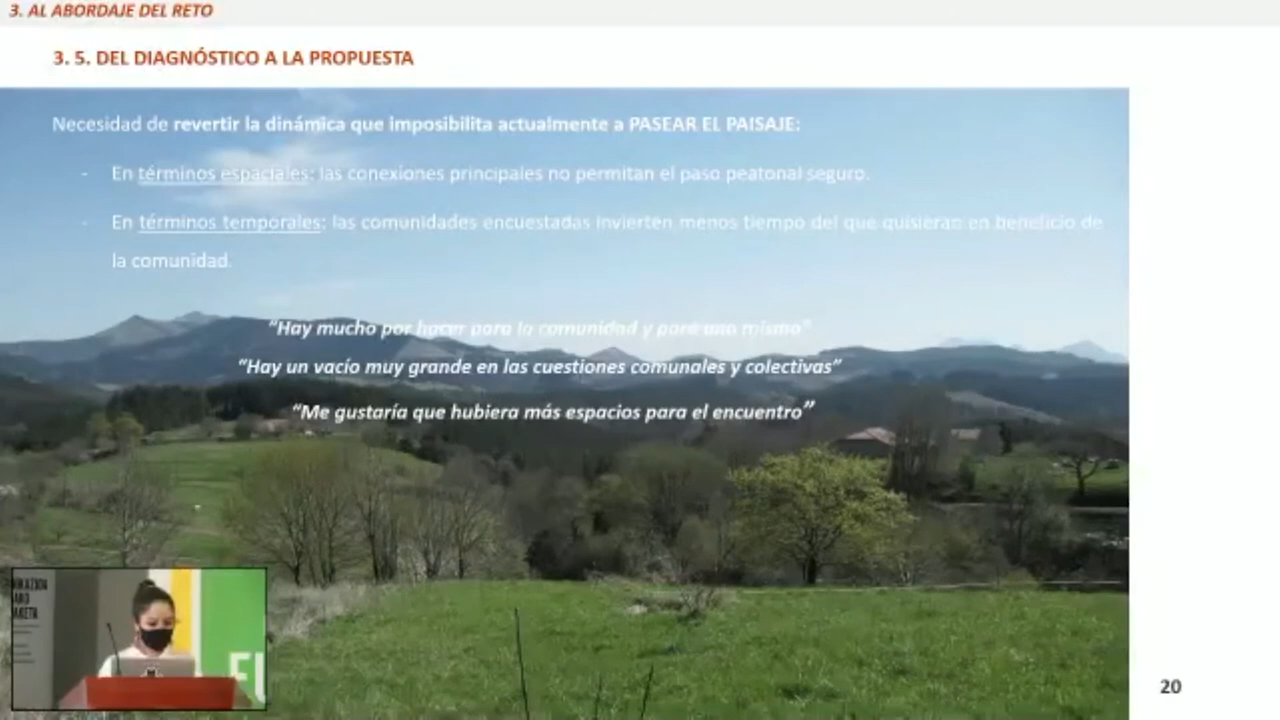 3. AL ABORDAJE DEL RETO
3. 5. DEL DIAGNÓSTICO A LA PROPUESTA
Necesidad de revertir la dinámica que imposibilita actualmente a PASEAR EL PAISAJE:
- En términos espaciales: las conexiones principales no permitan el paso peatonal seguro.
- En términos temporales: las comunidades encuestadas invierten menos tiempo del que quisieran en beneficio de
la comunidad.
“Hay mucho por hacer para la comunidad y para uno mismo”
“Hay un vacío muy grande en las cuestiones comunales y colectivas”
“Me gustaría que hubiera más espacios para el encuentro”
EU
20